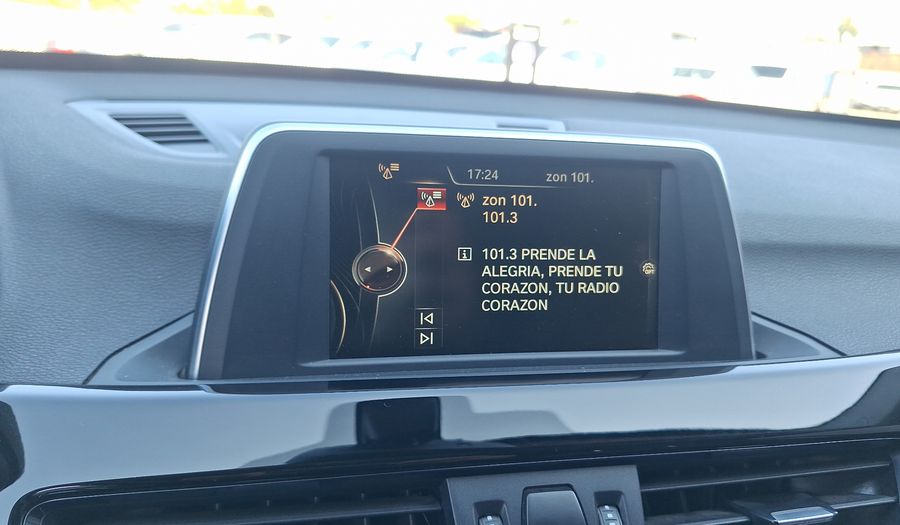 17:24 zon 101.
zon 101.
101.3
101.3 PRENDE LA
ALEGRIA, PRENDE TU
CORAZON, TU RADIO
CORAZON
OFF